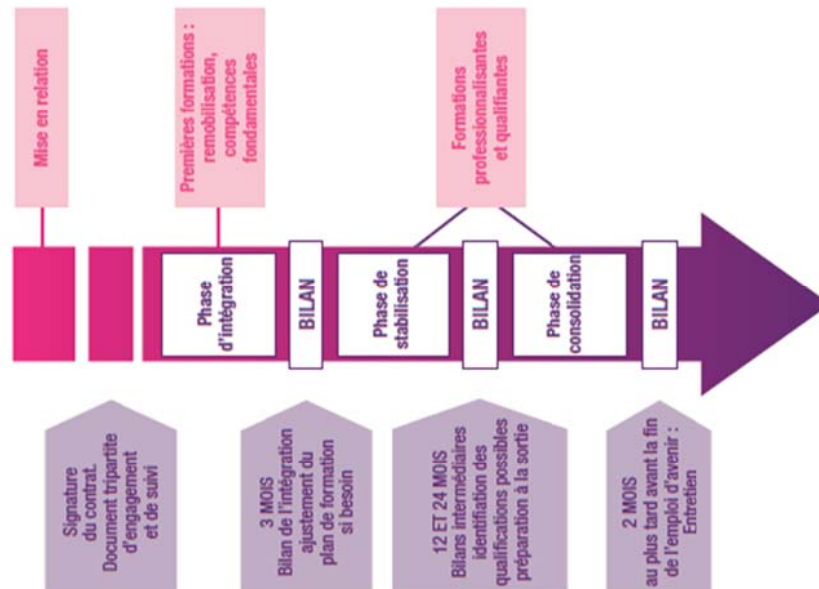 Mise en relation
Premières formations :
remobilisation,
compétences
fondamentales
Formations
professionnalisantes
et qualifiantes
Phase
d'intégration
BILAN
Phase de
stabilisation
BILAN
Phase de
consolidation
BILAN
Signature
du contrat.
Document tripartite
d'engagement
et de suivi
3 MOIS
Bilan de l'intégration
ajustement du
plan de formation
si besoin
12 ET 24 MOIS
Bilans intermédiaires
identification des
qualifications possibles
préparation à la sortie
2 MOIS
au plus tard avant la fin
de l'emploi d'avenir :
Entretien